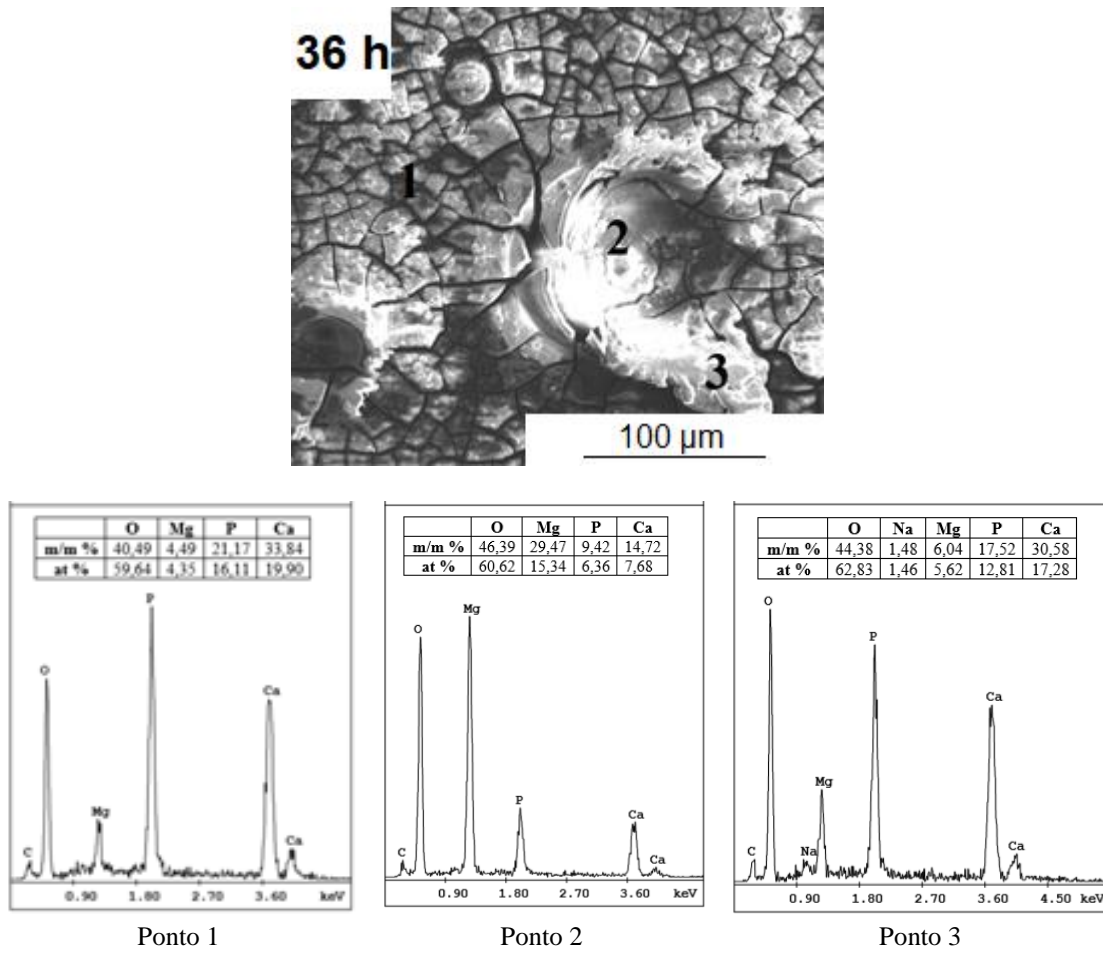 36 h
1
2
3
100 µm
O Mg P Ca
m/m % 40,49 4,49 21,17 33,84
at % 59,64 4,35 16,11 19,90
P
O
Ca
Mg
C
Ca
0.90 1.80 2.70 3.60 keV
Ponto 1
O Mg P Ca
m/m % 46,39 29,47 9,42 14,72
at % 60,62 15,34 6,36 7,68
Mg
O
P
Ca
C
Ca
0.90 1.80 2.70 3.60 keV
Ponto 2
O Na Mg P Ca
m/m % 44,38 1,48 6,04 17,52 30,58
at % 62,83 1,46 5,62 12,81 17,28
O
P
Ca
Mg
C
Na
Ca
0.90 1.80 2.70 3.60 4.50 keV
Ponto 3